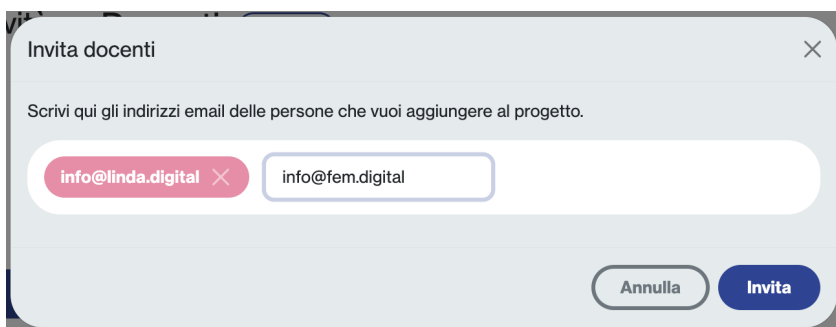 Invita docenti
Scrivi qui gli indirizzi email delle persone che vuoi aggiungere al progetto.
info@linda.digital info@fem.digital
Annulla Invita